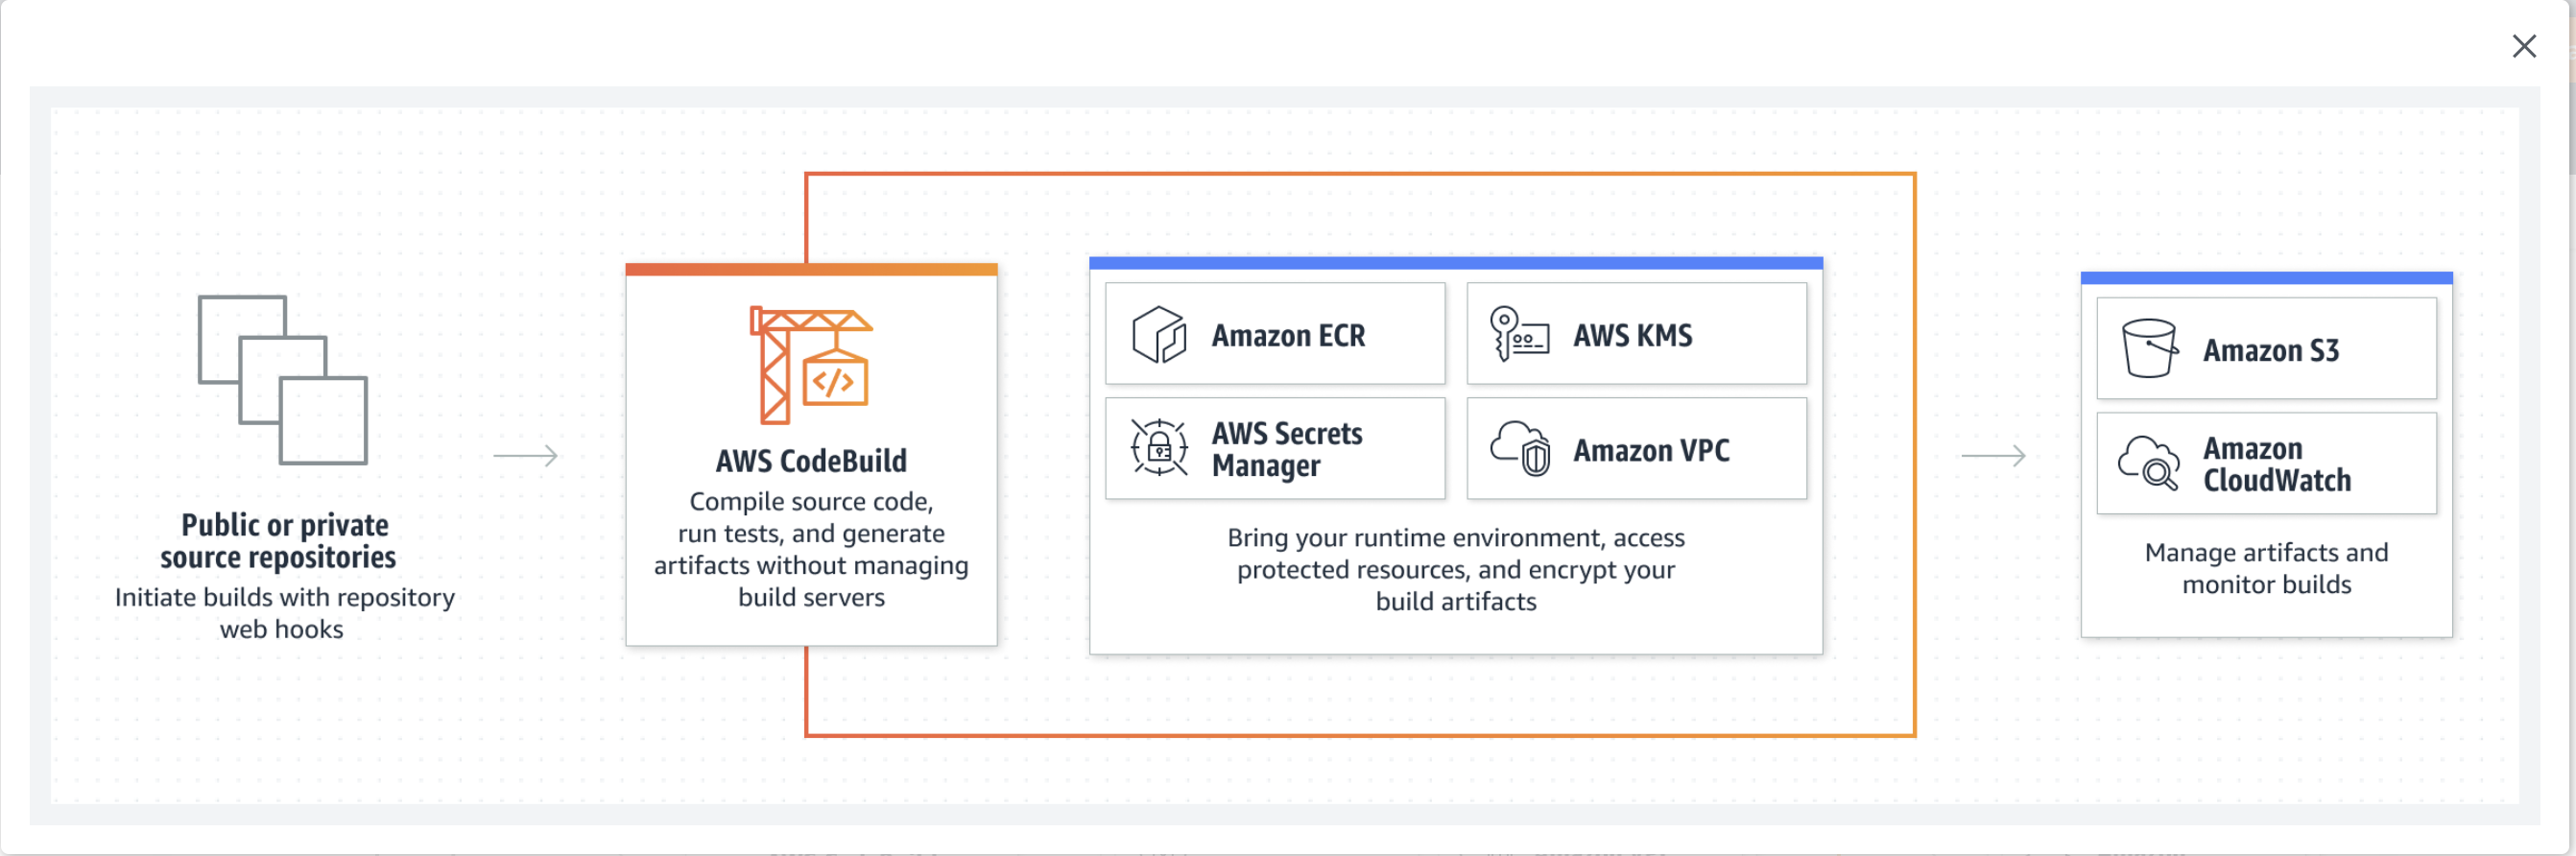 Public or private
source repositories
Initiate builds with repository
web hooks
</>
AWS CodeBuild
Compile source code,
run tests, and generate
artifacts without managing
build servers
Amazon ECR
AWS KMS
AWS Secrets
Manager
Amazon VPC
Bring your runtime environment, access
protected resources, and encrypt your
build artifacts
Amazon S3
Amazon
CloudWatch
Manage artifacts and
monitor builds